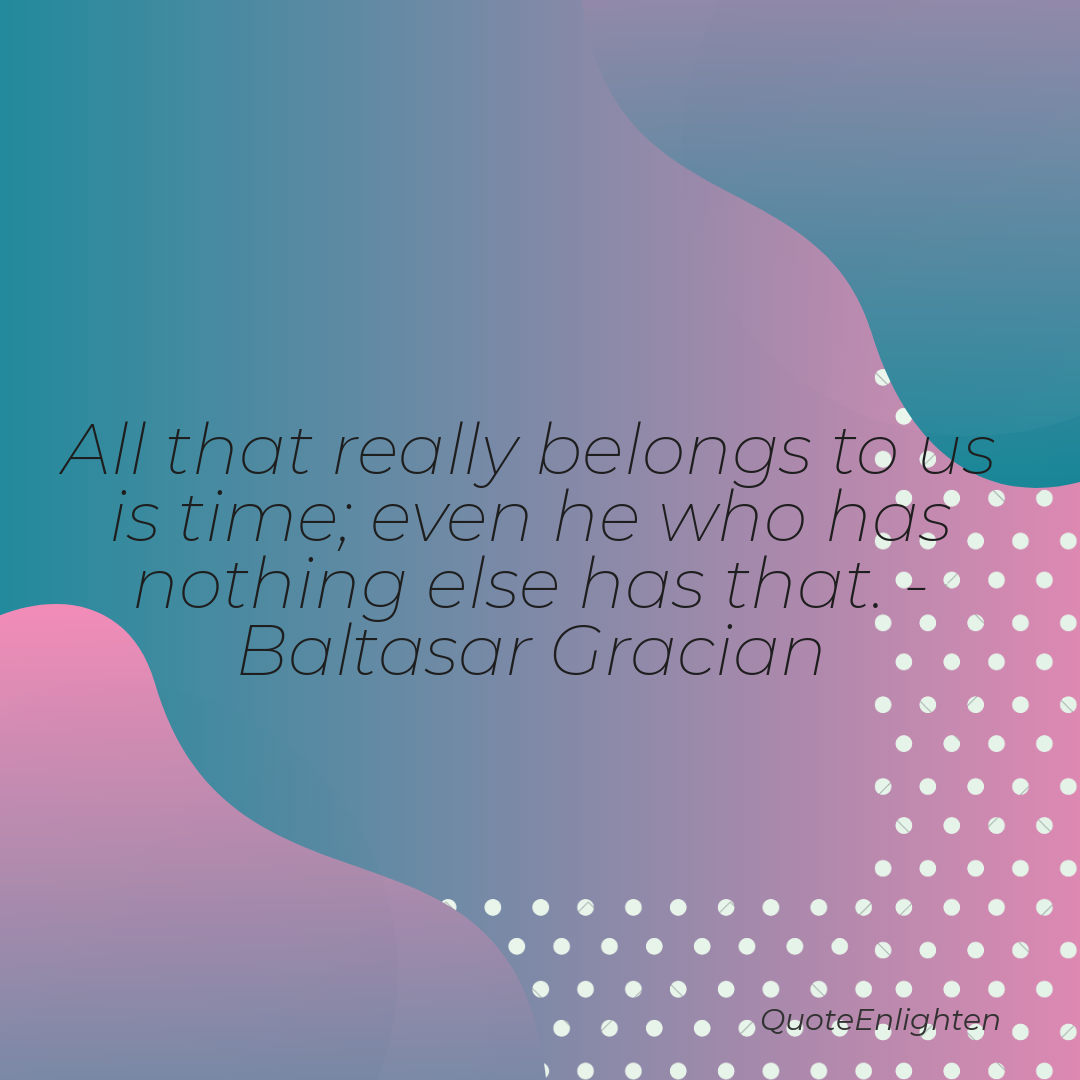 All that really belongs to us
is time; even he who has
nothing else has that. -
Baltasar Gracian
QuoteEnlighten